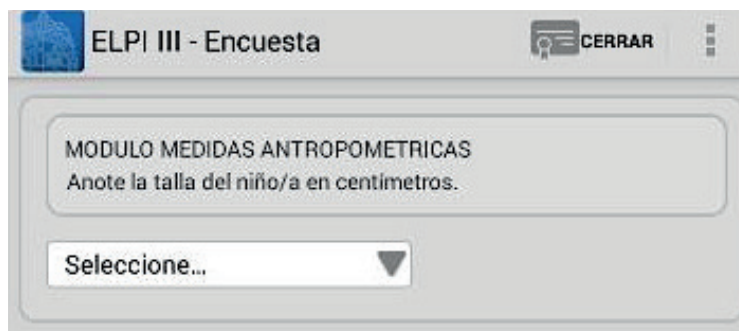 ELPI III - Encuesta
CERRAR
MODULO MEDIDAS ANTROPOMETRICAS
Anote la talla del niño/a en centímetros.
Seleccione...